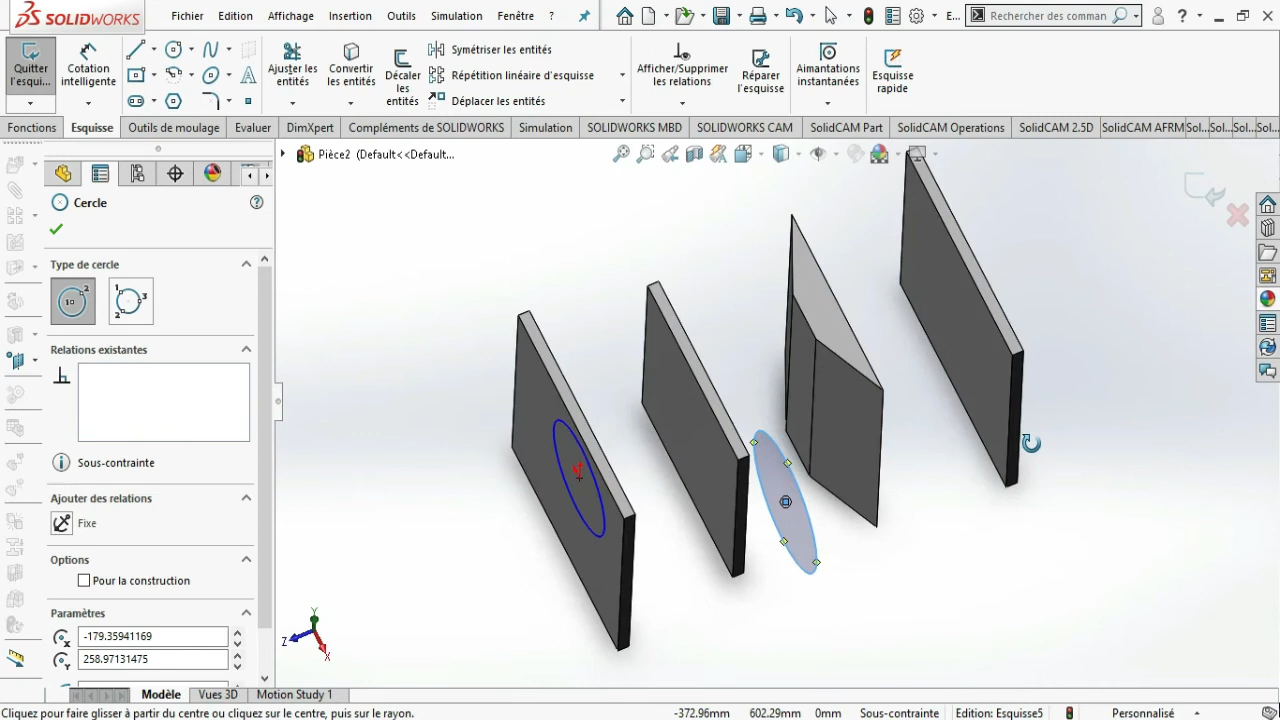 SOLIDWORKS
Fichier Edition Affichage Insertion Outils Simulation Fenêtre ?
E...
Rechercher des comman
?
Quitter l'esqui...
Cotation intelligente
Ajuster les entités
Convertir les entités
Décaler les entités
Symétriser les entités
Répétition linéaire d'esquisse
Déplacer les entités
Afficher/Supprimer les relations
Réparer l'esquisse
Aimantations instantanées
Esquisse rapide
Fonctions Esquisse Outils de moulage Evaluer DimXpert Compléments de SOLIDWORKS Simulation SOLIDWORKS MBD SOLIDWORKS CAM SolidCAM Part SolidCAM Operations SolidCAM 2.5D SolidCAM AFRM Sol... Sol... Sol... Sol...
Pièce2 (Default<<Default...
Cercle
Type de cercle
Relations existantes
Sous-contrainte
Ajouter des relations
Fixe
Options
Pour la construction
Paramètres
-179.35941169
258.97131475
Y
Z
X
Modèle Vues 3D Motion Study 1
Cliquez pour faire glisser à partir du centre ou cliquez sur le centre, puis sur le rayon.
-372.96mm 602.29mm 0mm Sous-contrainte Edition: Esquisse5 Personnalisé